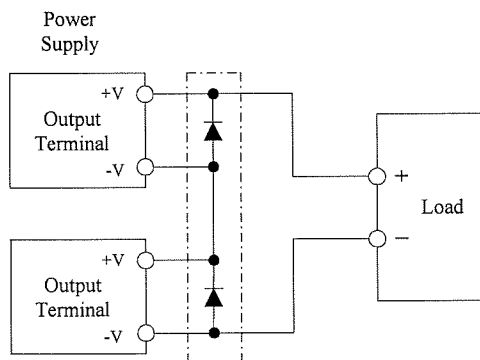 Power
Supply
+V
Output
Terminal
-V
+
Load
−
+V
Output
Terminal
-V